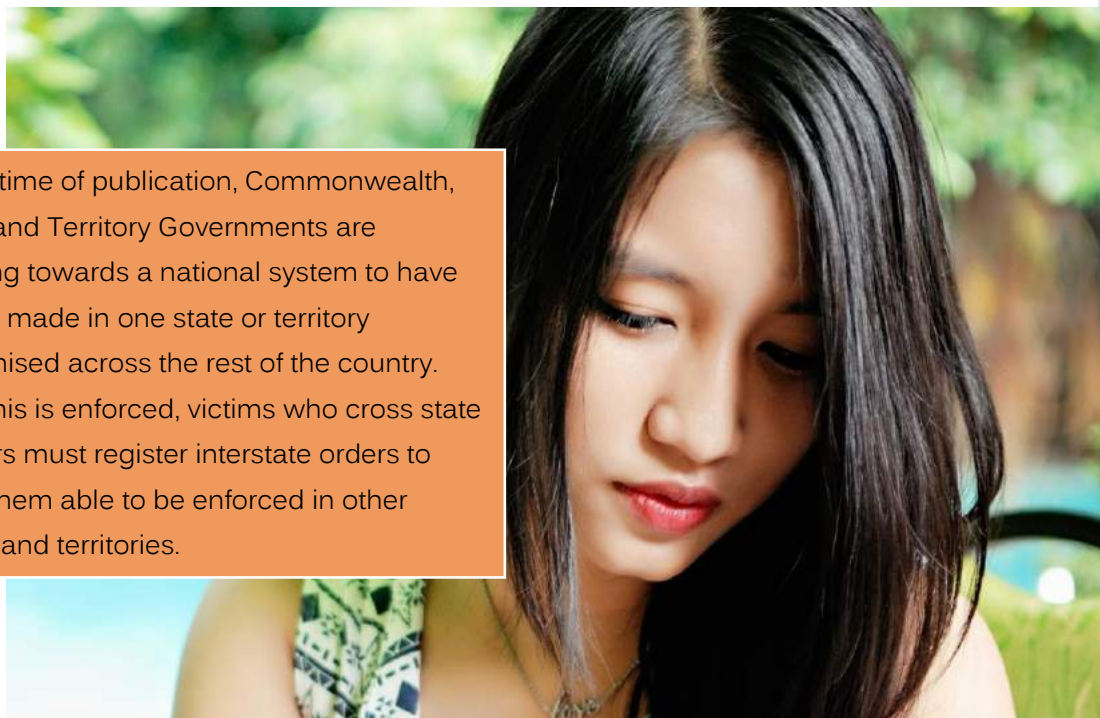 time of publication, Commonwealth,
and Territory Governments are
ng towards a national system to have
made in one state or territory
nised across the rest of the country.
his is enforced, victims who cross state
rs must register interstate orders to
hem able to be enforced in other
and territories.